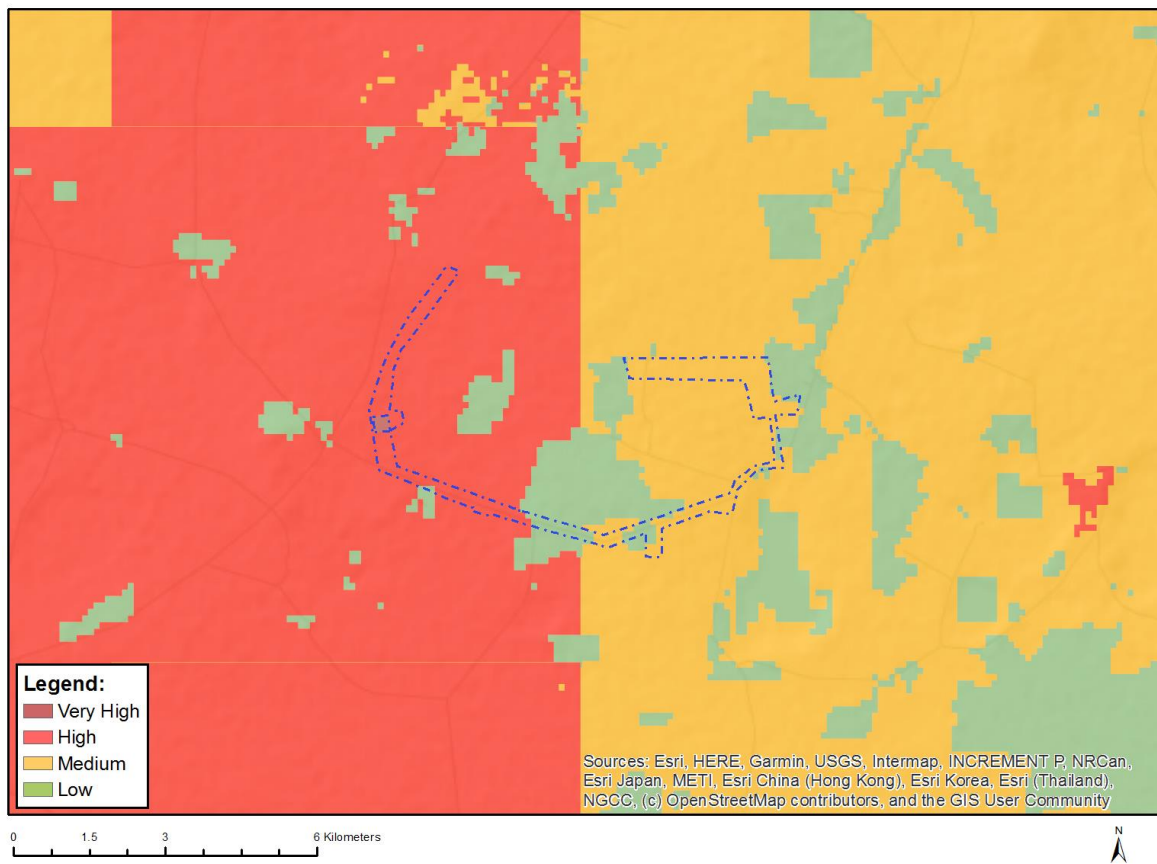 Legend:
Very High
High
Medium
Low
Sources: Esri, HERE, Garmin, USGS, Intermap, INCREMENT P, NRCan,
Esri Japan, METI, Esri China (Hong Kong), Esri Korea, Esri (Thailand),
NGCC, (c) OpenStreetMap contributors, and the GIS User Community
0 1.5 3 6 Kilometers
N